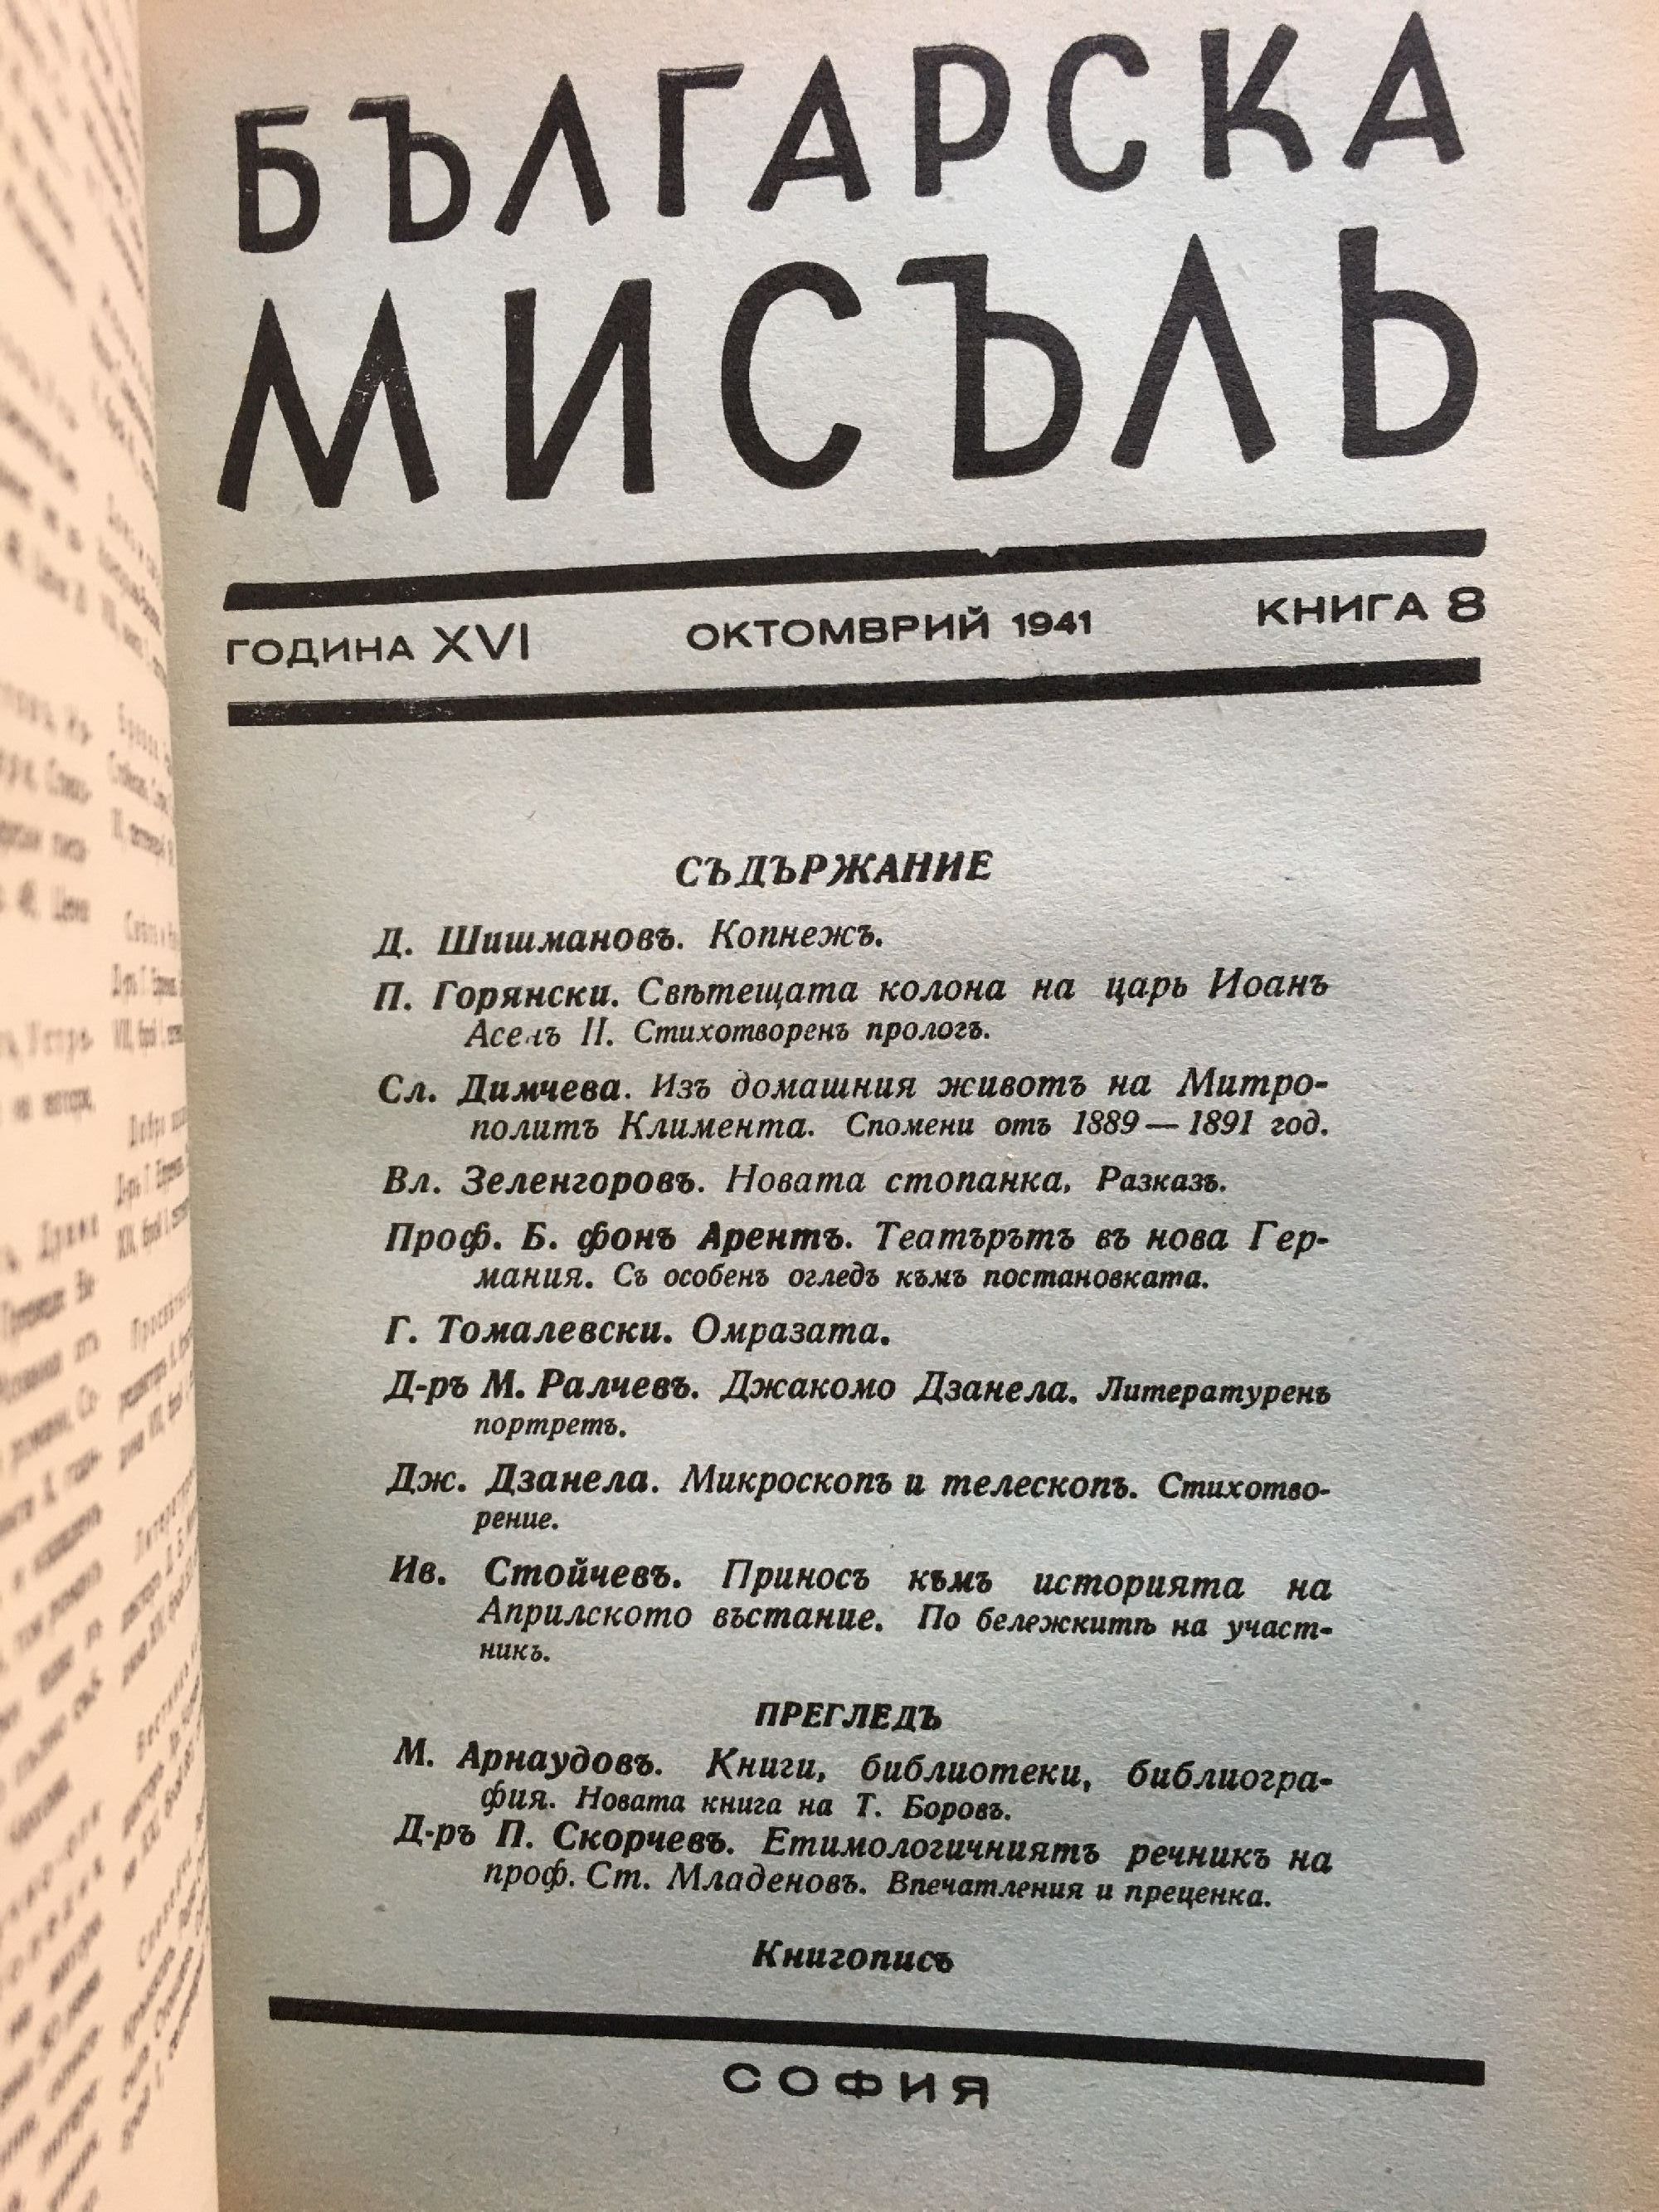 БЪЛГАРСКА
МИСЪЛЬ
ГОДИНА XVI ОКТОМВРИЙ 1941 КНИГА 8
СЪДЪРЖАНИЕ
Д. Шишмановъ. Копнежъ.
П. Горянски. Свѣтещата колона на царь Иоанъ
Асенъ II. Стихотворенъ прологъ.
Сл. Димчева. Изъ домашния животъ на Митро-
политъ Климента. Спомени отъ 1889 — 1891 год.
Вл. Зеленгоровъ. Новата стопанка, Разказъ.
Проф. Б. фонъ Арентъ. Театърътъ въ нова Гер-
мания. Съ особенъ огледъ къмъ постановката.
Г. Томалевски. Омразата.
Д-ръ М. Ралчевъ. Джакомо Дзанела. Литературенъ
портретъ.
Дж. Дзанела. Микроскопъ и телескопъ. Стихотво-
рение.
Ив. Стойчевъ. Приносъ къмъ историята на
Априлското въстание. По бележкитѣ на участ-
никъ.
ПРЕГЛЕДЪ
М. Арнаудовъ. Книги, библиотеки, библиогра-
фия. Новата книга на Т. Боровъ.
Д-ръ П. Скорчевъ. Етимологичниятъ речникъ на
проф. Ст. Младеновъ. Впечатления и преценка.
Книгописъ
СОФИЯ